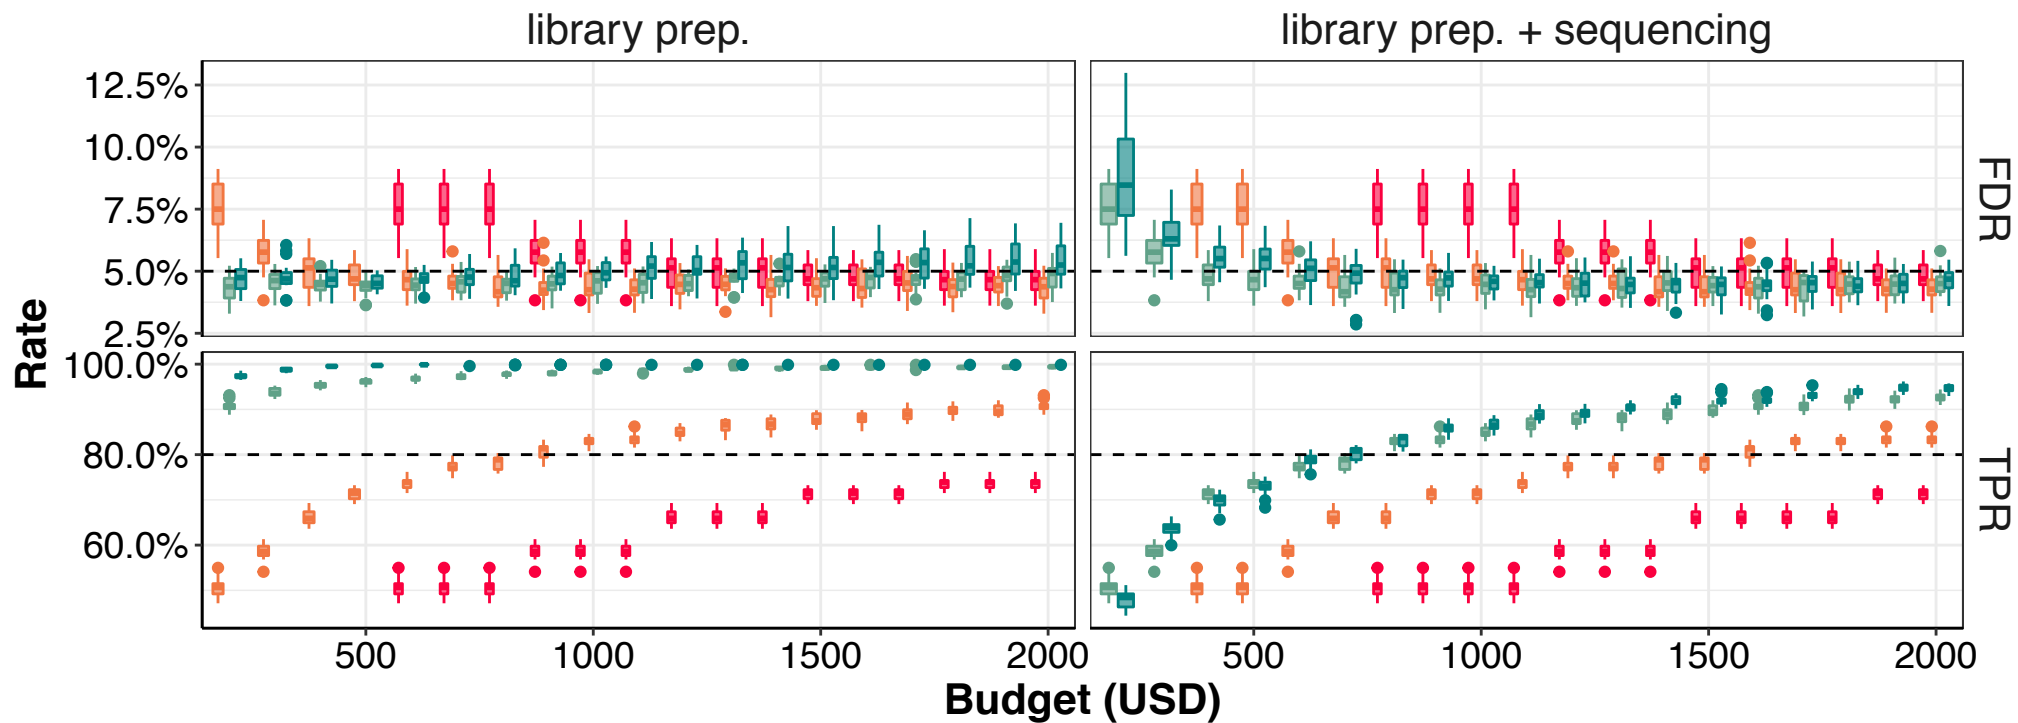 library prep.
library prep. + sequencing
Rate
12.5%
10.0%
7.5%
5.0%
2.5%
FDR
100.0%
80.0%
60.0%
TPR
500 1000 1500 2000 500 1000 1500 2000
Budget (USD)